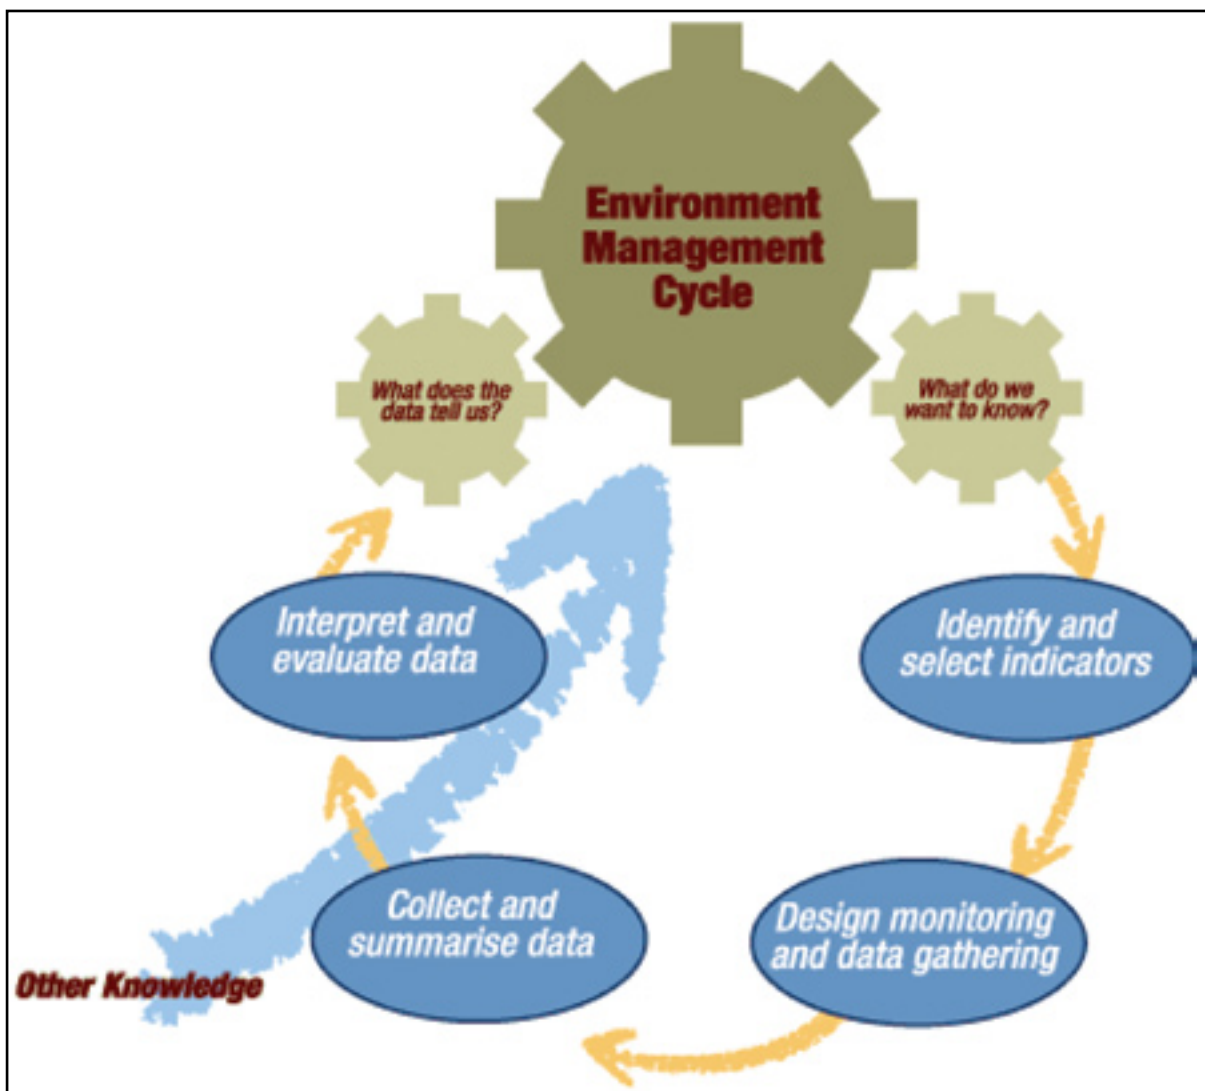 Environment
Management
Cycle
What does the
data tell us?
What do we
want to know?
Interpret and
evaluate data
Identify and
select indicators
Collect and
summarise data
Design monitoring
and data gathering
Other Knowledge